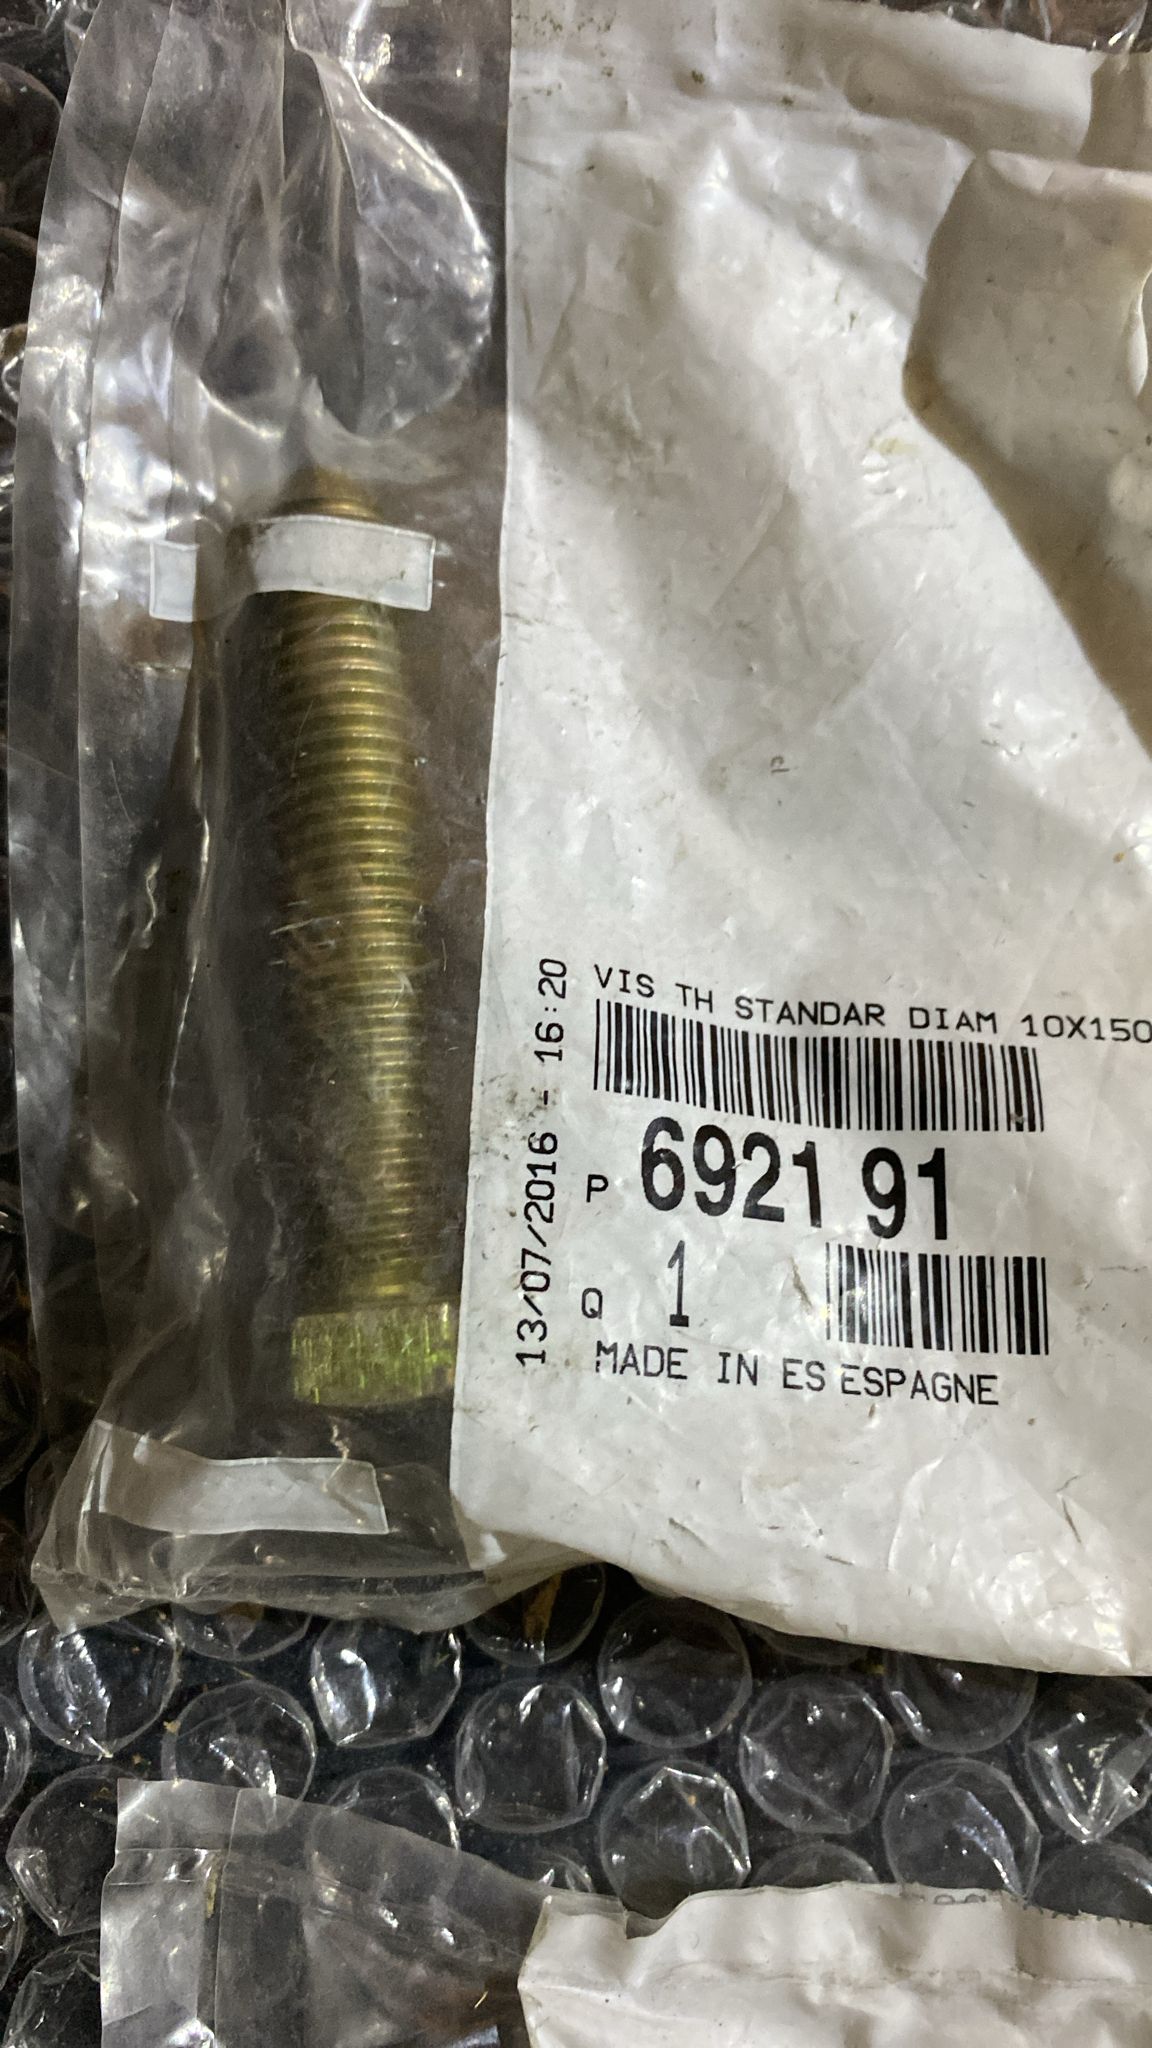 VIS TH STANDAR DIAM 10X150
P 6921 91
Q 1
MADE IN ES ESPAGNE
13/07/2016 - 16:20